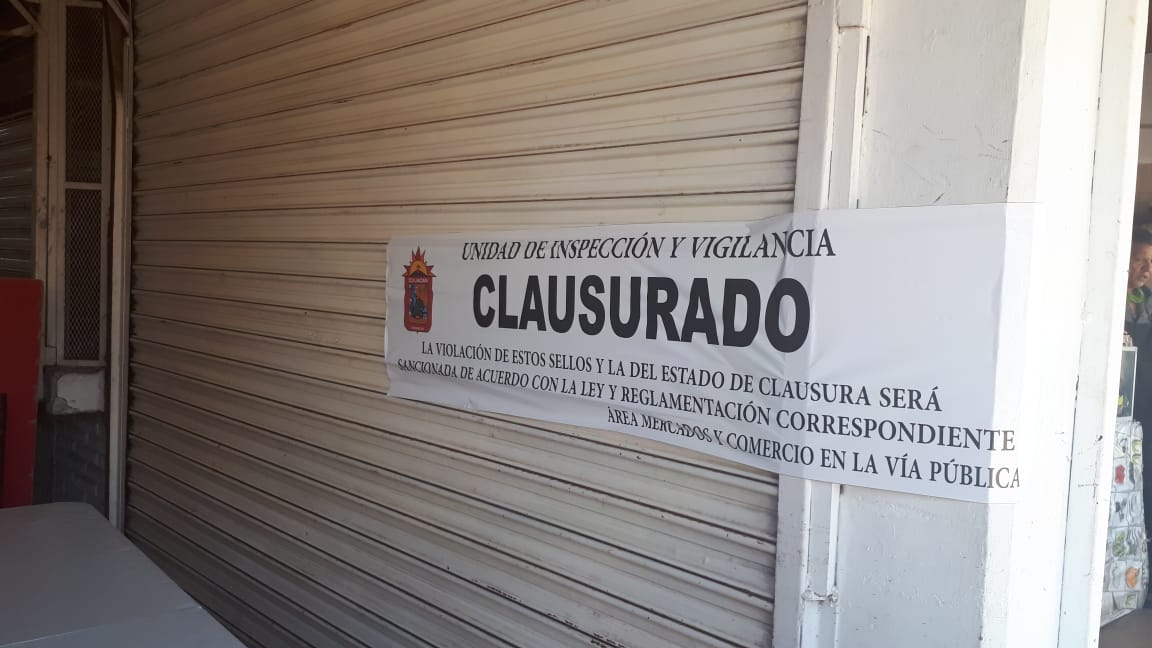 UNIDAD DE INSPECCIÓN Y VIGILANCIA
CULIACÁN
CLAUSURADO
LA VIOLACIÓN DE ESTOS SELLOS Y LA DEL ESTADO DE CLAUSURA SERÁ
SANCIONADA DE ACUERDO CON LA LEY Y REGLAMENTACIÓN CORRESPONDIENTE
ÁREA MERCADOS Y COMERCIO EN LA VÍA PÚBLICA